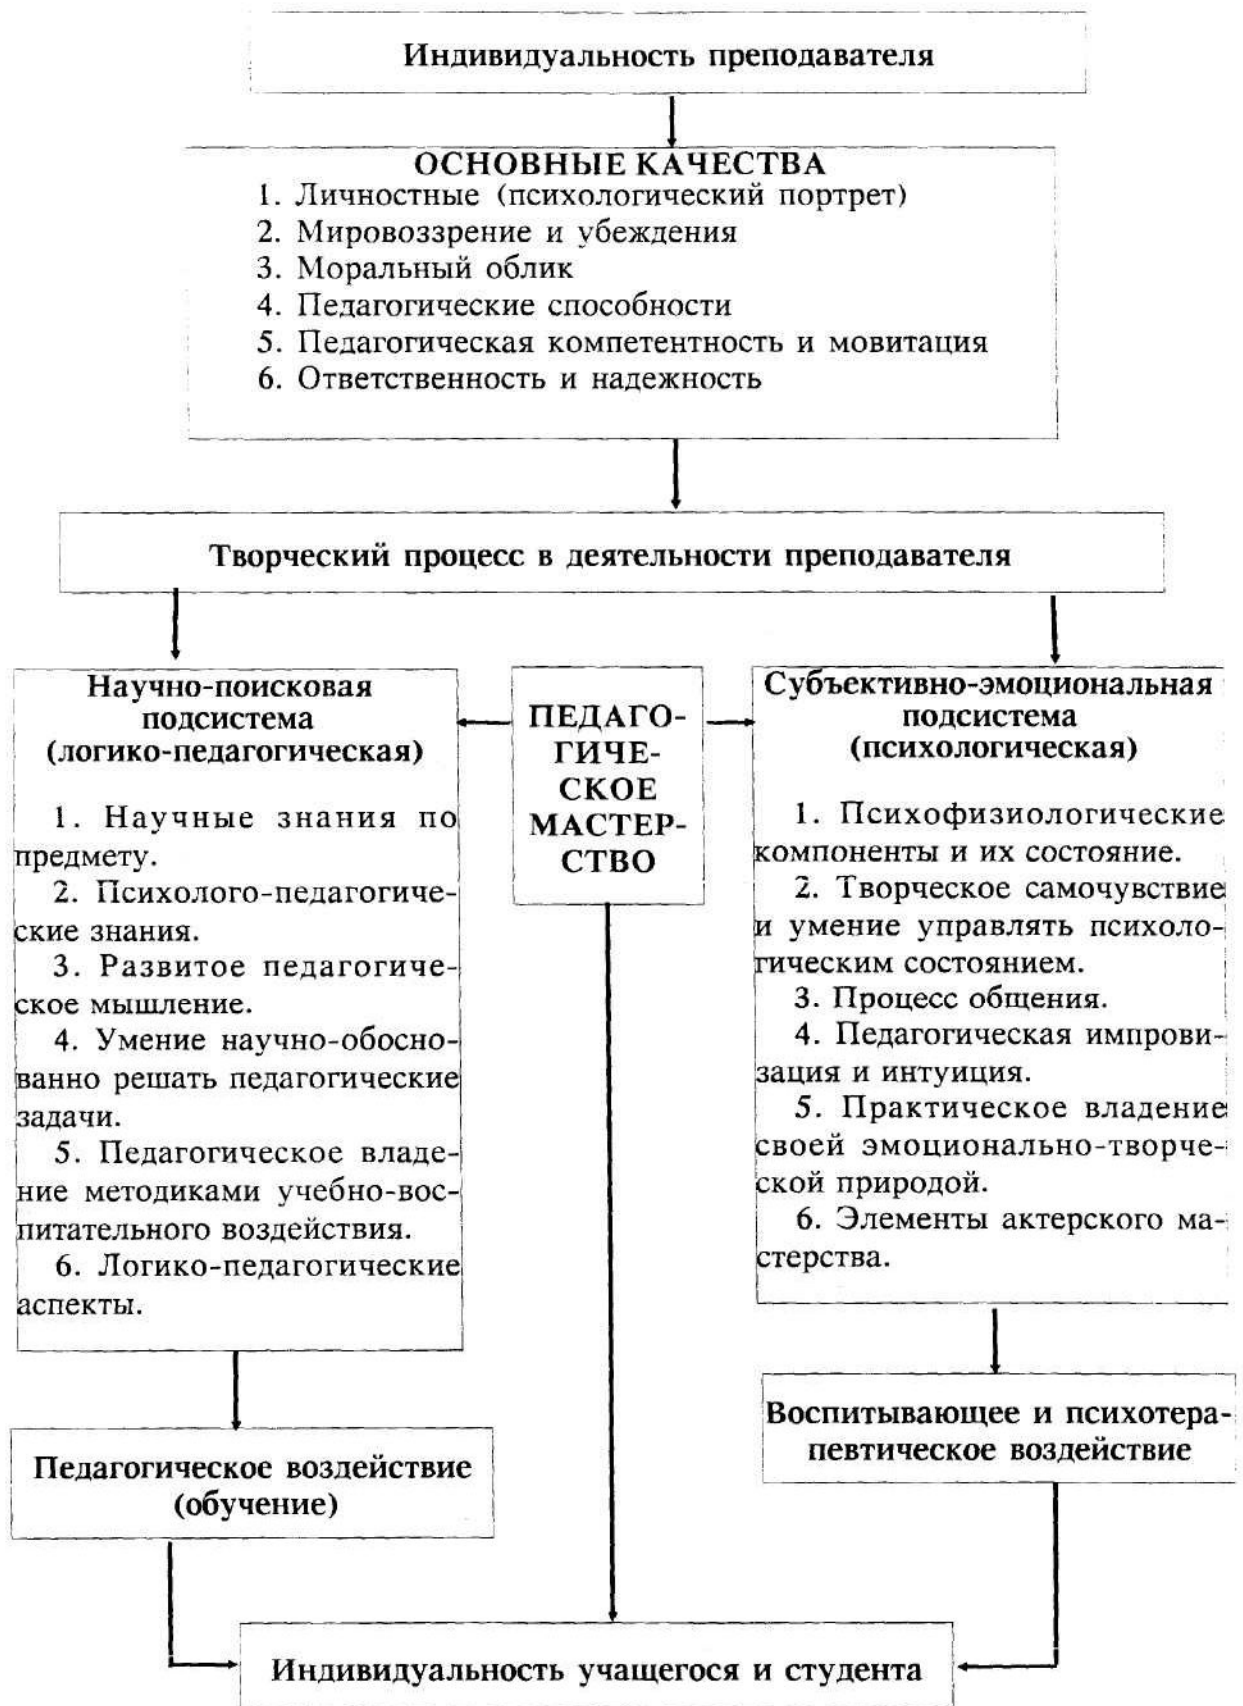 Индивидуальность преподавателя
ОСНОВНЫЕ КАЧЕСТВА
1. Личностные (психологический портрет)
2. Мировоззрение и убеждения
3. Моральный облик
4. Педагогические способности
5. Педагогическая компетентность и мовитация
6. Ответственность и надежность
Творческий процесс в деятельности преподавателя
Научно-поисковая
подсистема
(логико-педагогическая)
1. Научные знания по
предмету.
2. Психолого-педагогиче-
ские знания.
3. Развитое педагогиче-
ское мышление.
4. Умение научно-обосно-
ванно решать педагогические
задачи.
5. Педагогическое владе-
ние методиками учебно-вос-
питательного воздействия.
6. Логико-педагогические
аспекты.
ПЕДАГО-
ГИЧЕ-
СКОЕ
МАСТЕР-
СТВО
Субъективно-эмоциональная
подсистема
(психологическая)
1. Психофизиологические
компоненты и их состояние.
2. Творческое самочувствие
и умение управлять психоло-
гическим состоянием.
3. Процесс общения.
4. Педагогическая импрови-
зация и интуиция.
5. Практическое владение
своей эмоционально-творче-
ской природой.
6. Элементы актерского ма-
стерства.
Педагогическое воздействие
(обучение)
Воспитывающее и психотера-
певтическое воздействие
Индивидуальность учащегося и студента